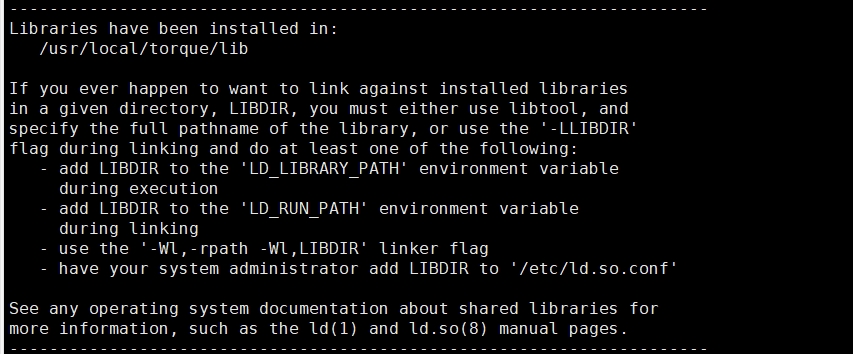 ----------------------------------------------------------------------
Libraries have been installed in:
   /usr/local/torque/lib

If you ever happen to want to link against installed libraries
in a given directory, LIBDIR, you must either use libtool, and
specify the full pathname of the library, or use the '-LLIBDIR'
flag during linking and do at least one of the following:
   - add LIBDIR to the 'LD_LIBRARY_PATH' environment variable
     during execution
   - add LIBDIR to the 'LD_RUN_PATH' environment variable
     during linking
   - use the '-Wl,-rpath -Wl,LIBDIR' linker flag
   - have your system administrator add LIBDIR to '/etc/ld.so.conf'

See any operating system documentation about shared libraries for
more information, such as the ld(1) and ld.so(8) manual pages.
----------------------------------------------------------------------